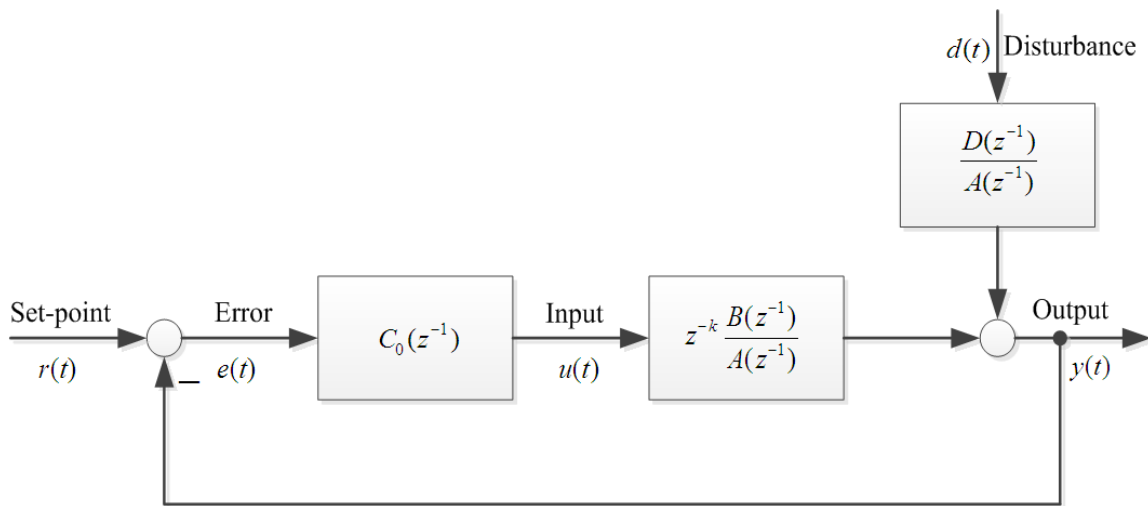 d(t) Disturbance
D(z⁻¹)
A(z⁻¹)
Set-point
Error
Input
Output
C₀(z⁻¹)
z⁻ᵏ B(z⁻¹)
A(z⁻¹)
r(t)
e(t)
u(t)
y(t)
–